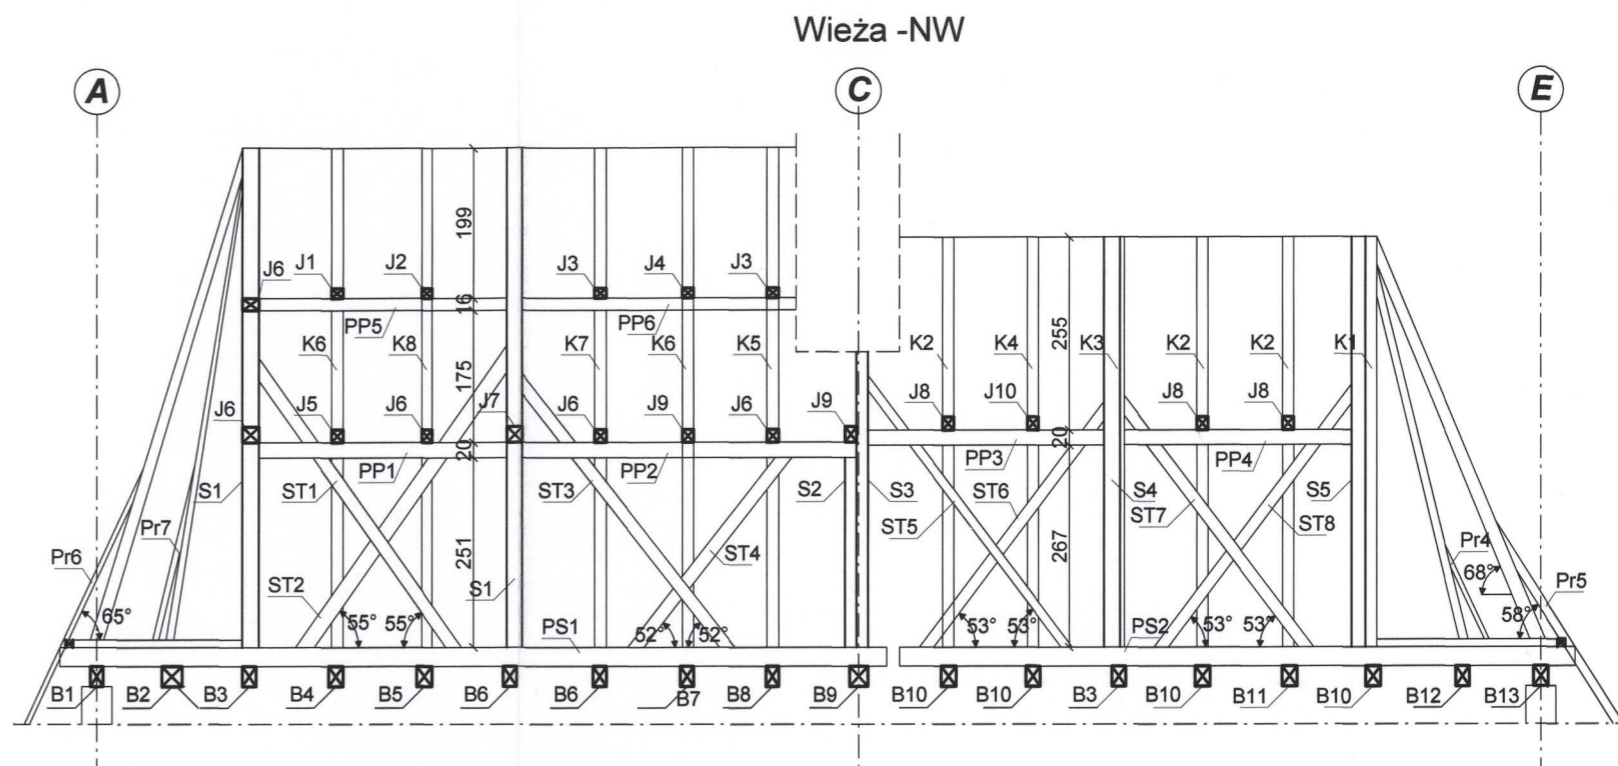 Wieża -NW
A C E
199
J6 J1 J2 J3 J4 J3
16
PP5 PP6
K6 K8 K7 K6 K5 K2 K4 255 K3 K2 K2 K1
175
J6 J5 J6 J7 J6 J9 J6 J9 J8 J10 J8 J8
20 20
PP1 PP2 PP3 PP4
S1 ST1 ST3 S2 S3 ST6 S4 S5
ST5 ST7 ST8
Pr6 Pr7 251 ST4 267 Pr4
68°
ST2 S1 Pr5
65° 55° 55° PS1 52° 52° 53° 53° PS2 53° 53° 58°
B1 B2 B3 B4 B5 B6 B6 B7 B8 B9 B10 B10 B3 B10 B11 B10 B12 B13